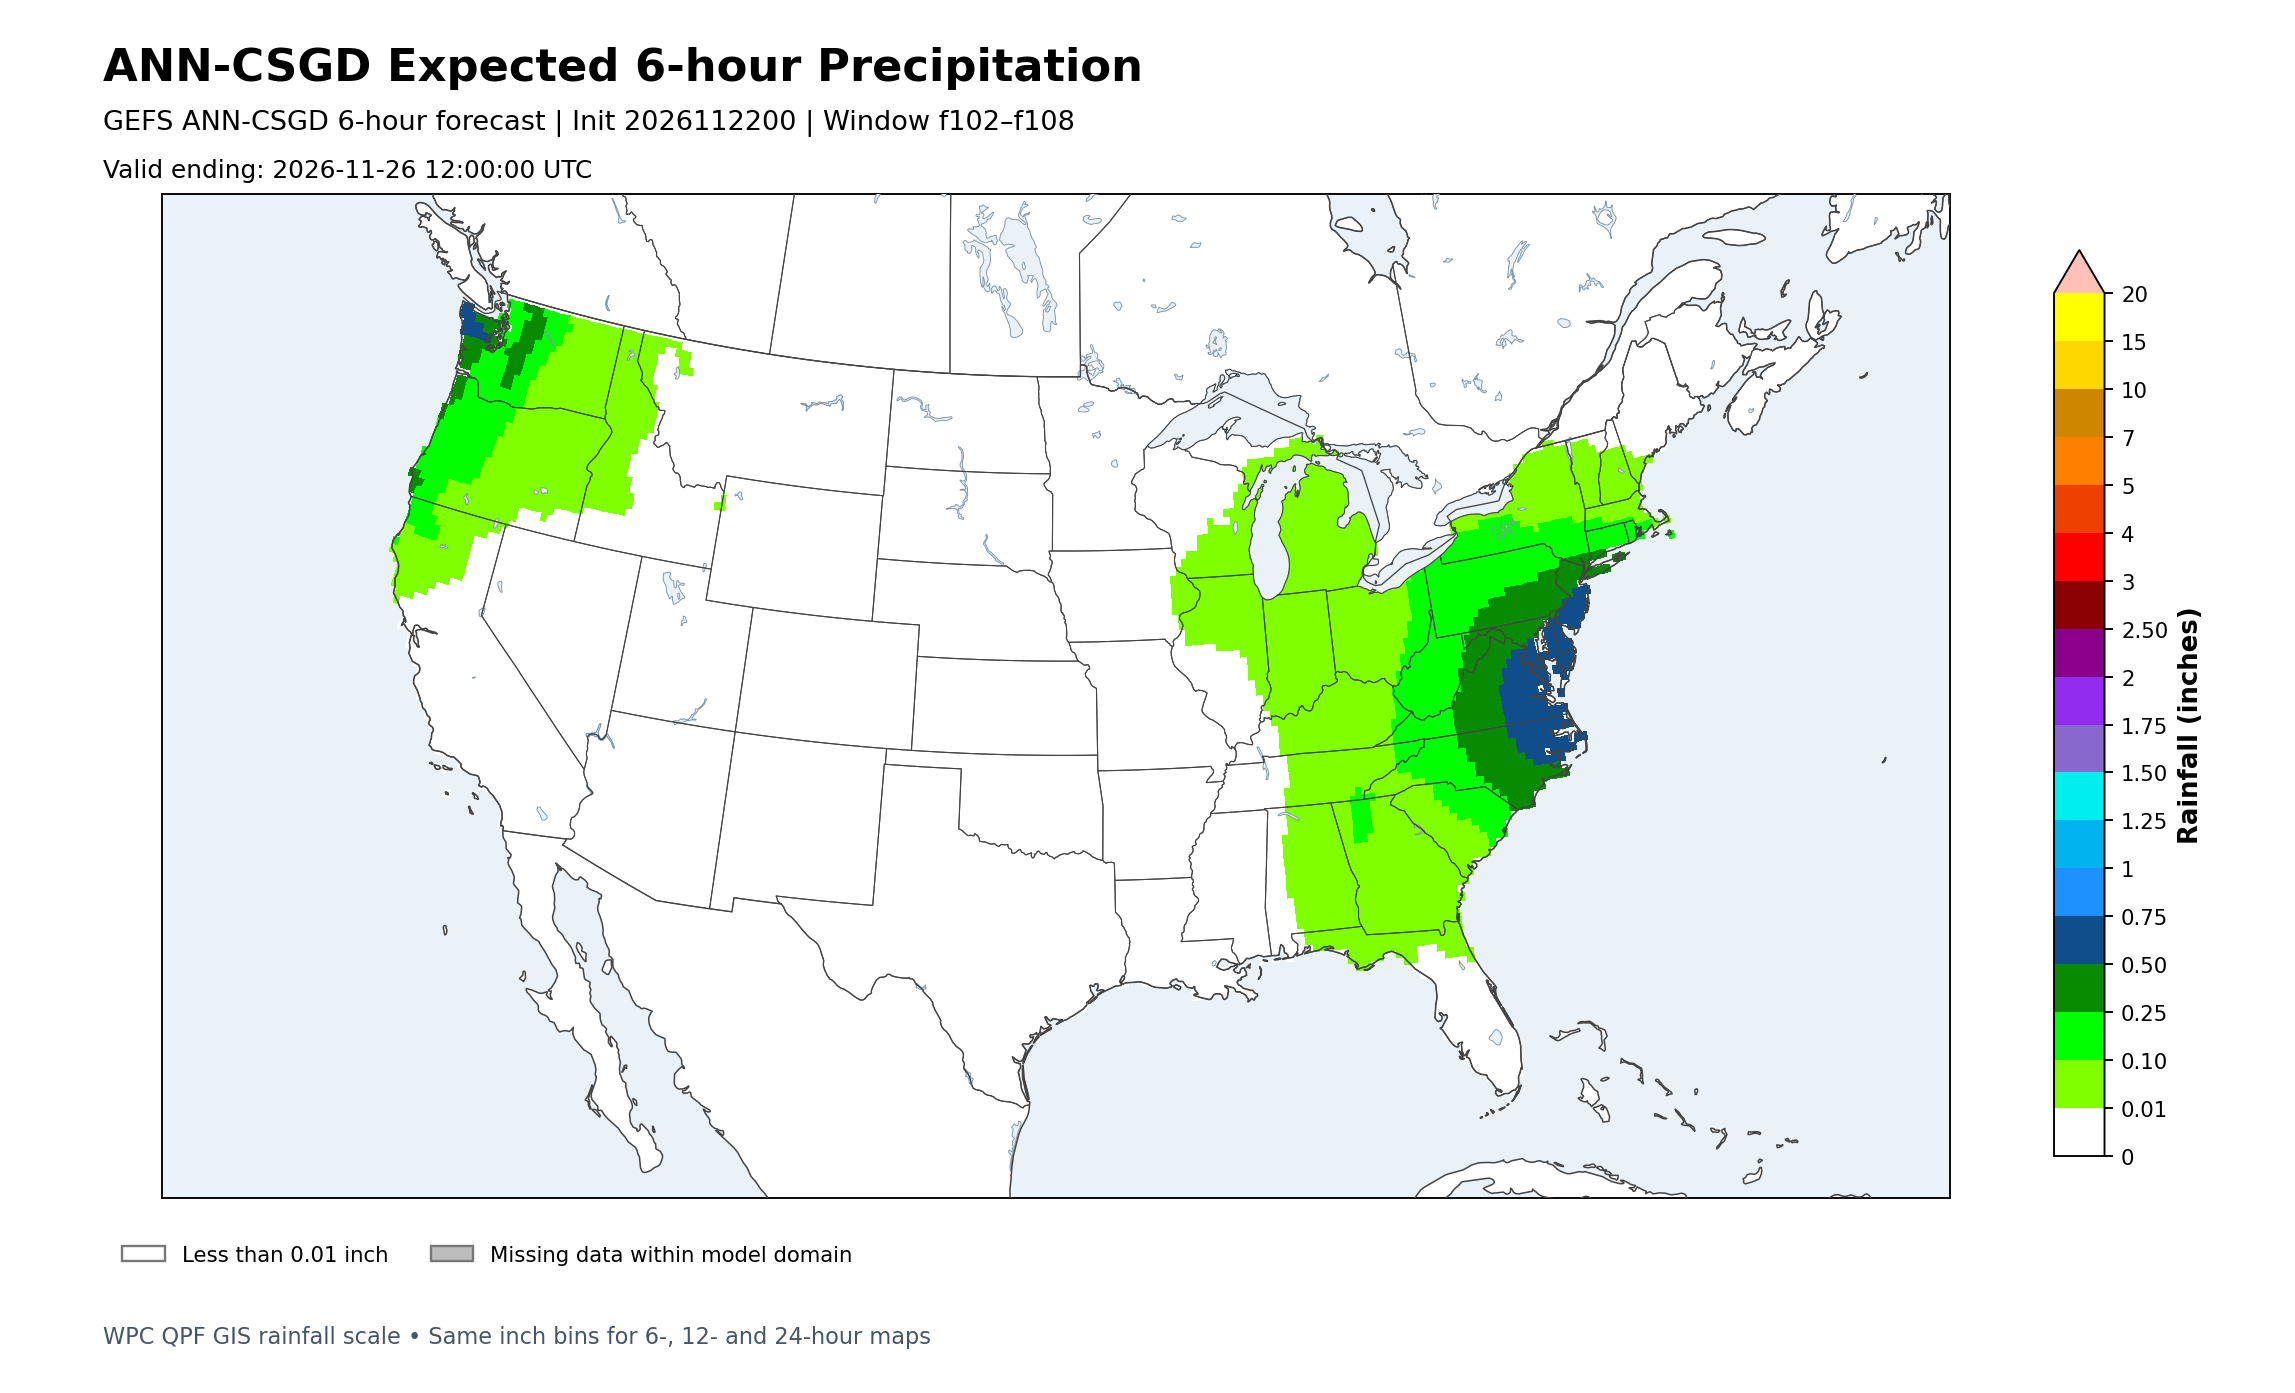 ANN-CSGD Expected 6-hour Precipitation
GEFS ANN-CSGD 6-hour forecast | Init 2026112200 | Window f102–f108
Valid ending: 2026-11-26 12:00:00 UTC
20
15
10
7
5
4
3
2.50
2
1.75
1.50
1.25
1
0.75
0.50
0.25
0.10
0.01
0
Rainfall (inches)
Less than 0.01 inch
Missing data within model domain
WPC QPF GIS rainfall scale • Same inch bins for 6-, 12- and 24-hour maps